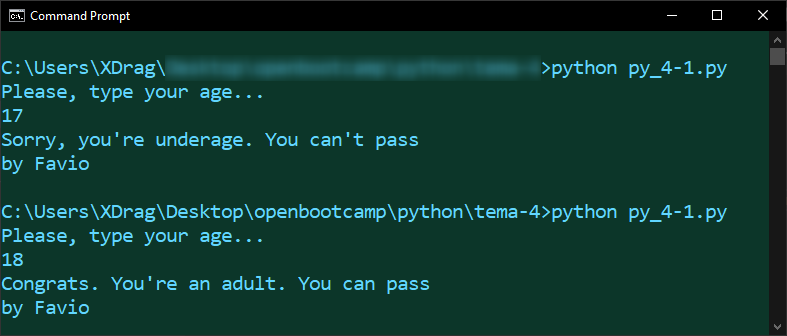 Command Prompt
C:\Users\XDrag\>python py_4-1.py
Please, type your age...
17
Sorry, you're underage. You can't pass
by Favio
C:\Users\XDrag\Desktop\openbootcamp\python\tema-4>python py_4-1.py
Please, type your age...
18
Congrats. You're an adult. You can pass
by Favio